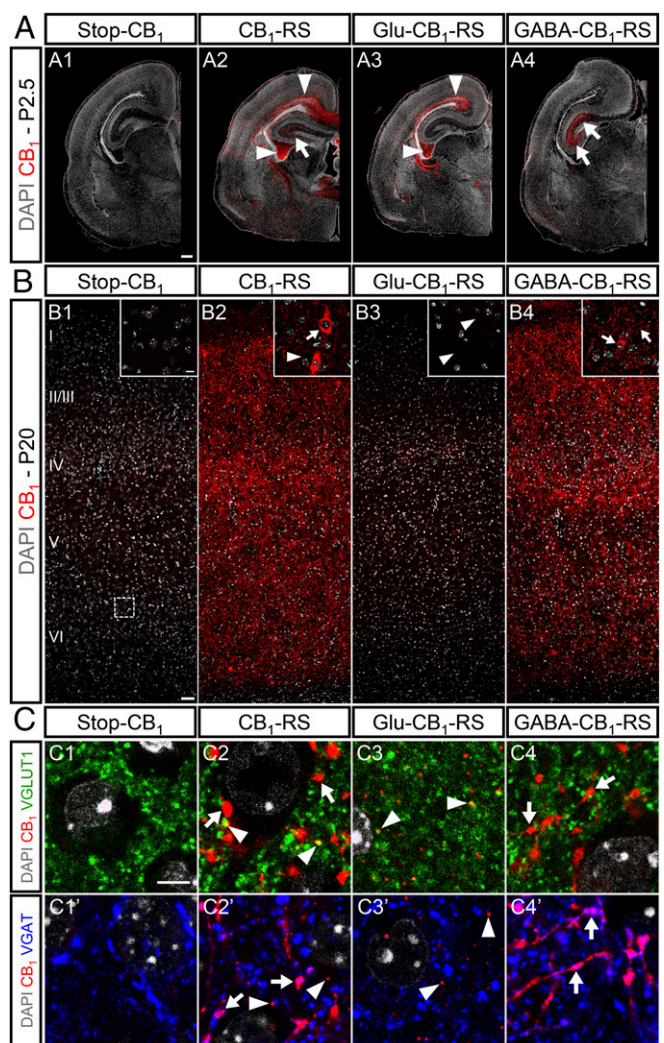 A
Stop-CB₁
CB₁-RS
Glu-CB₁-RS
GABA-CB₁-RS
DAPI CB₁ - P2.5
A1
A2
A3
A4
B
Stop-CB₁
CB₁-RS
Glu-CB₁-RS
GABA-CB₁-RS
DAPI CB₁ - P20
B1
B2
B3
B4
I
II/III
IV
V
VI
C
Stop-CB₁
CB₁-RS
Glu-CB₁-RS
GABA-CB₁-RS
DAPI CB₁ VGLUT1
C1
C2
C3
C4
DAPI CB₁ VGAT
C1'
C2'
C3'
C4'